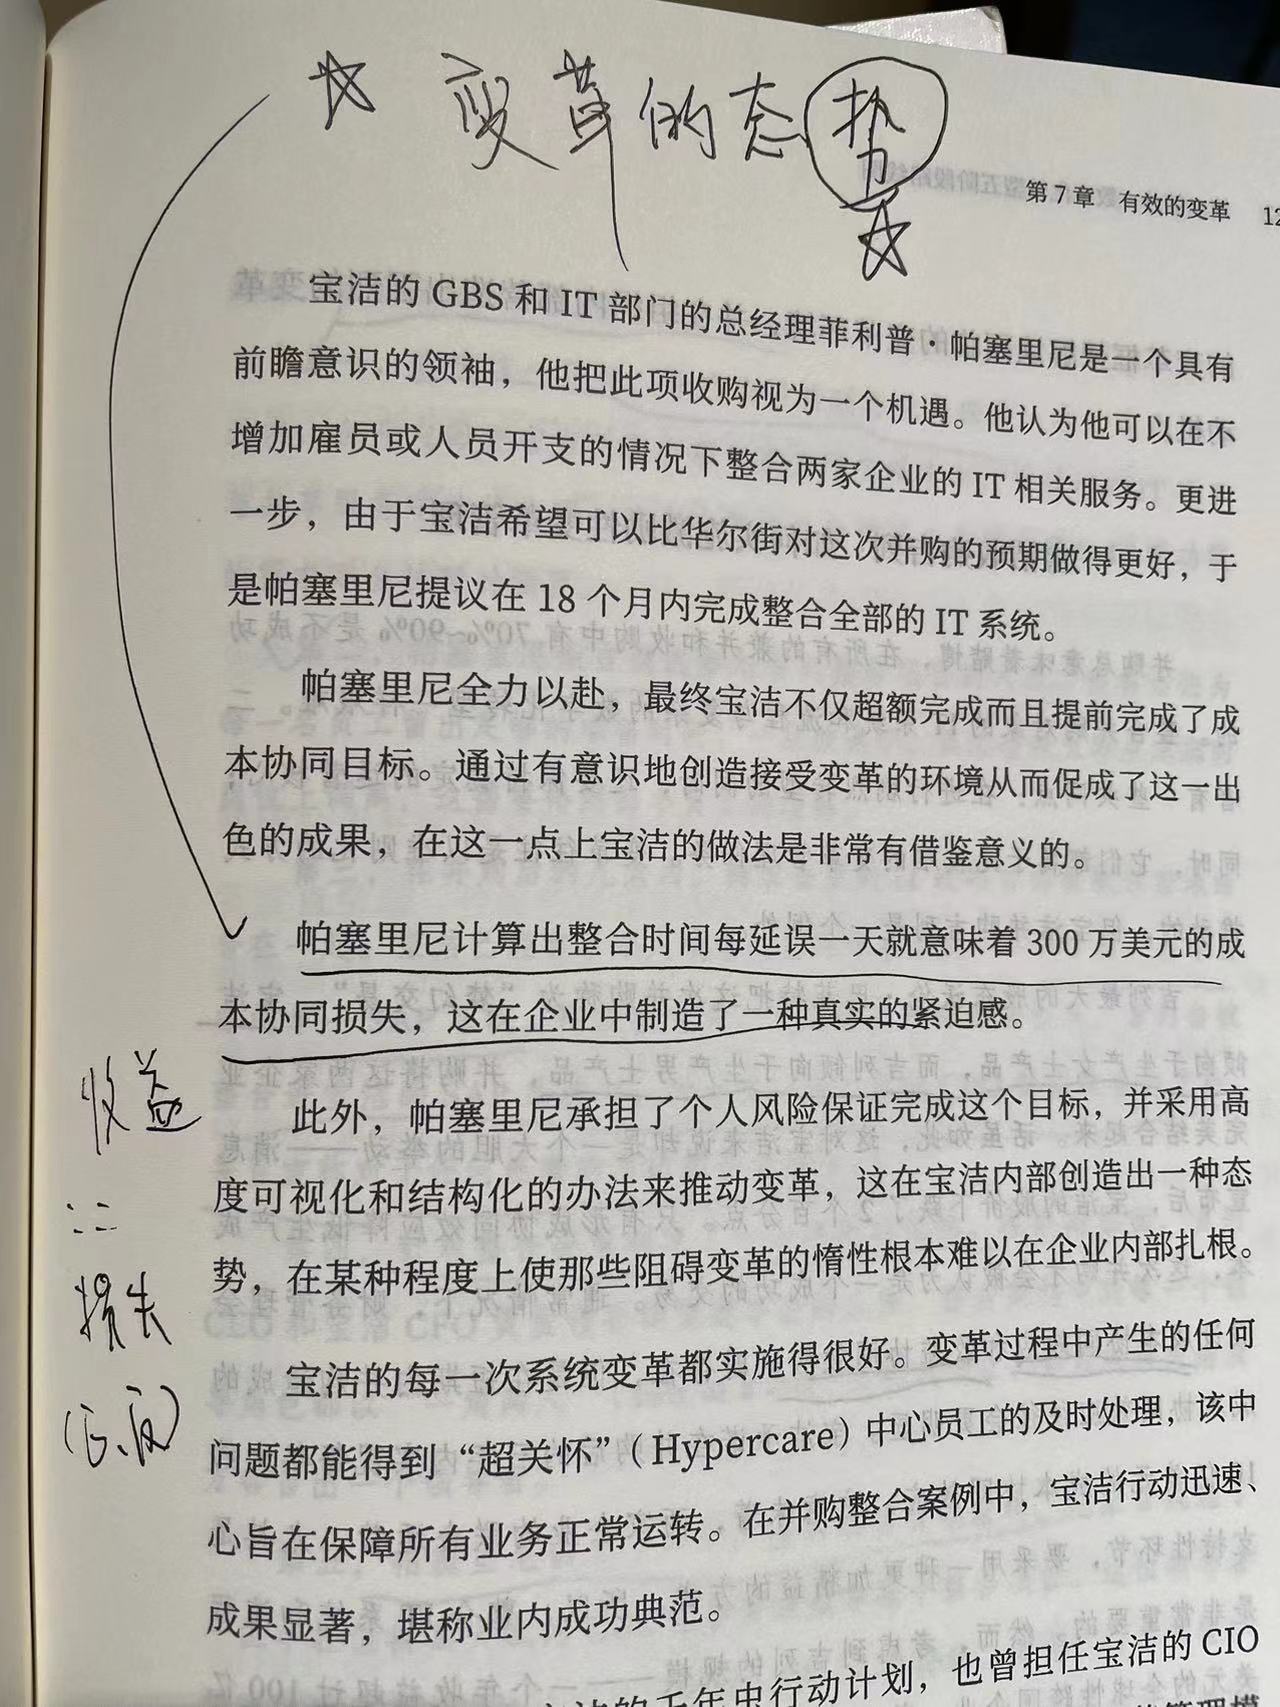 变革的态势
第 7 章 有效的变革 12
宝洁的 GBS 和 IT 部门的总经理菲利普·帕塞里尼是一个具有
前瞻意识的领袖，他把此项收购视为一个机遇。他认为他可以在不
增加雇员或人员开支的情况下整合两家企业的 IT 相关服务。更进
一步，由于宝洁希望可以比华尔街对这次并购的预期做得更好，于
是帕塞里尼提议在 18 个月内完成整合全部的 IT 系统。
帕塞里尼全力以赴，最终宝洁不仅超额完成而且提前完成了成
本协同目标。通过有意识地创造接受变革的环境从而促成了这一出
色的成果，在这一点上宝洁的做法是非常有借鉴意义的。
帕塞里尼计算出整合时间每延误一天就意味着 300 万美元的成
本协同损失，这在企业中制造了一种真实的紧迫感。
收益
此外，帕塞里尼承担了个人风险保证完成这个目标，并采用高
度可视化和结构化的办法来推动变革，这在宝洁内部创造出一种态
势，在某种程度上使那些阻碍变革的惰性根本难以在企业内部扎根。
损失
宝洁的每一次系统变革都实施得很好。变革过程中产生的任何
(正、反)
问题都能得到“超关怀”（Hypercare）中心员工的及时处理，该中
心旨在保障所有业务正常运转。在并购整合案例中，宝洁行动迅速、
成果显著，堪称业内成功典范。
的千年虫行动计划，也曾担任宝洁的 CIO